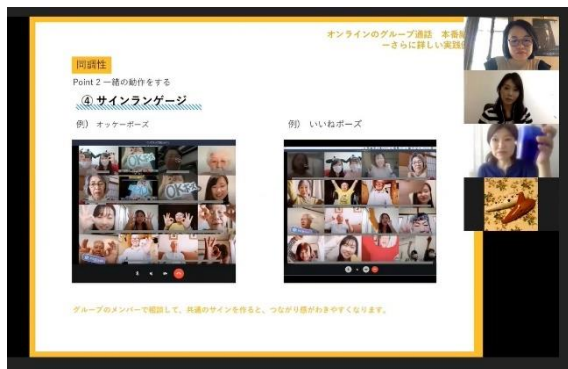 オンラインのグループ通話 本番
ーさらに詳しい実践
同調性
Point 2 一緒の動作をする
④ サインランゲージ
例） オッケーポーズ
例） いいねポーズ
グループのメンバーで相談して、共通のサインを作ると、つながり感がわきやすくなります。